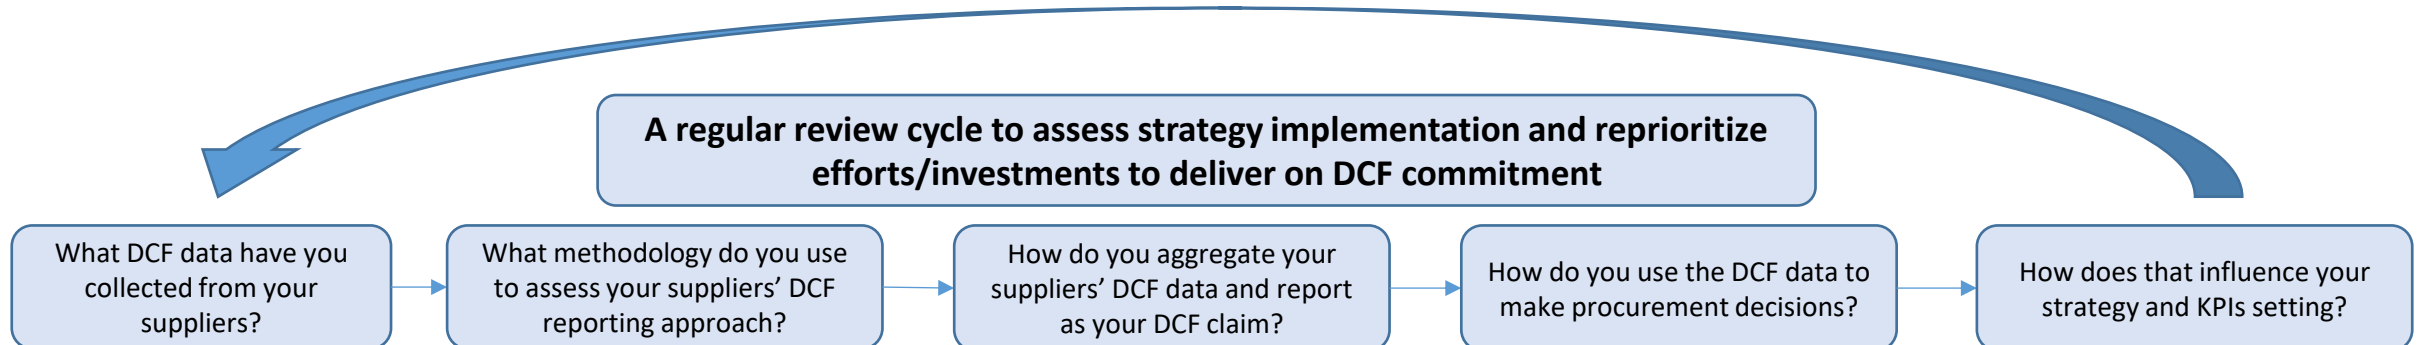 A regular review cycle to assess strategy implementation and reprioritize
efforts/investments to deliver on DCF commitment
What DCF data have you
collected from your
suppliers?
What methodology do you use
to assess your suppliers’ DCF
reporting approach?
How do you aggregate your
suppliers’ DCF data and report
as your DCF claim?
How do you use the DCF data to
make procurement decisions?
How does that influence your
strategy and KPIs setting?